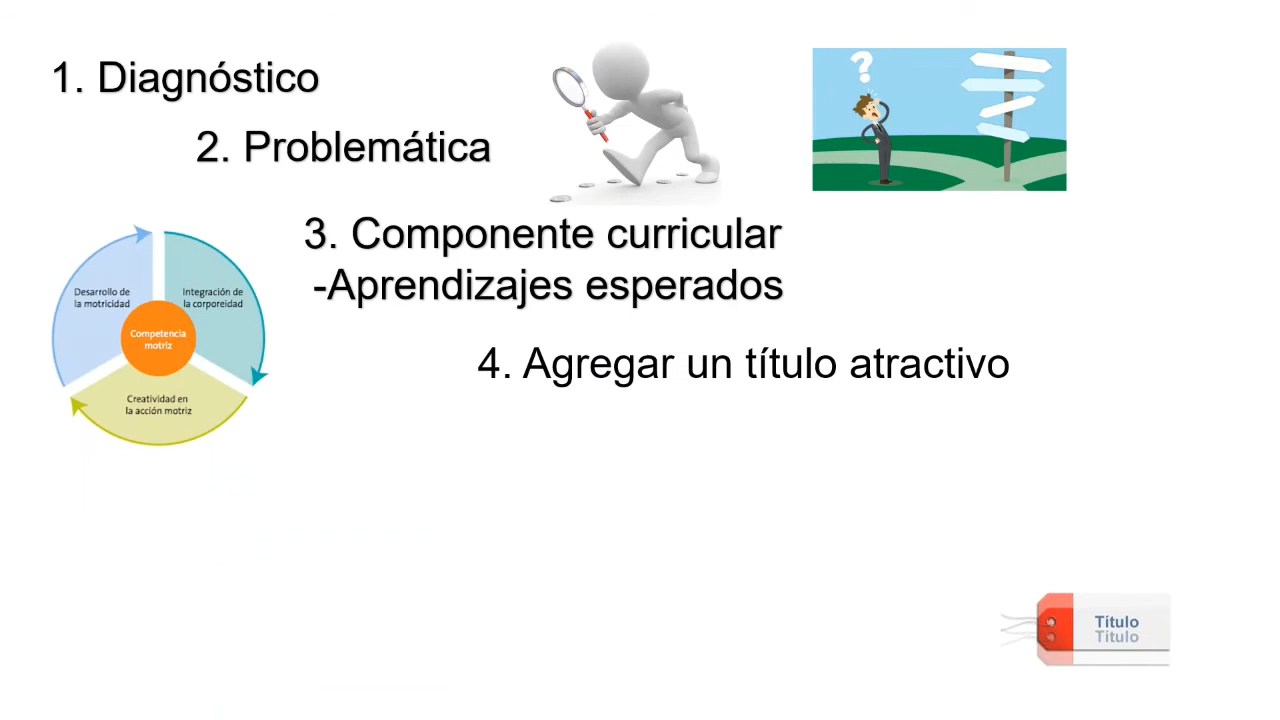 1. Diagnóstico
2. Problemática
?
3. Componente curricular
-Aprendizajes esperados
Desarrollo de
la motricidad
Integración de
la corporeidad
Competencia
motriz
Creatividad en
la acción motriz
4. Agregar un título atractivo
Título
Título